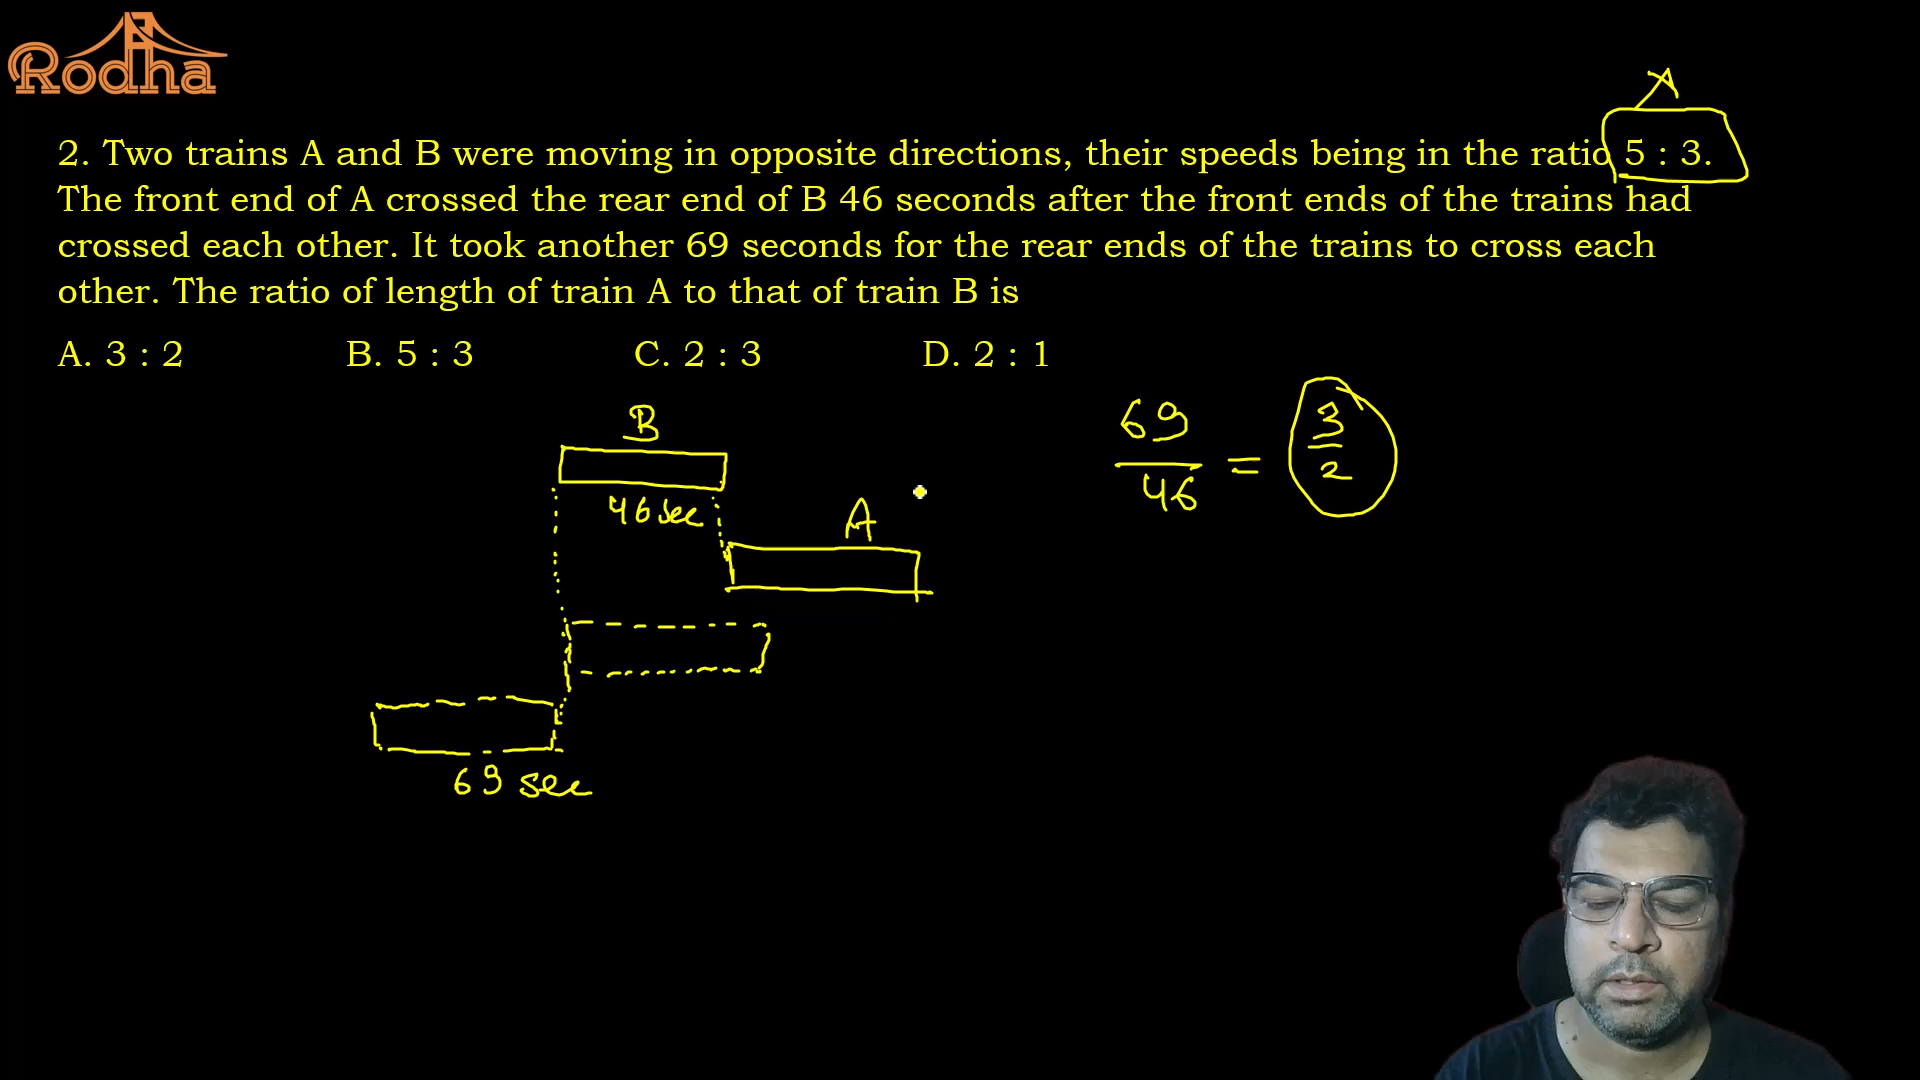 Rodha
A
2. Two trains A and B were moving in opposite directions, their speeds being in the ratio 5 : 3.
The front end of A crossed the rear end of B 46 seconds after the front ends of the trains had
crossed each other. It took another 69 seconds for the rear ends of the trains to cross each
other. The ratio of length of train A to that of train B is
A. 3 : 2 B. 5 : 3 C. 2 : 3 D. 2 : 1
B
46 sec
A
69 sec
69/46 = 3/2